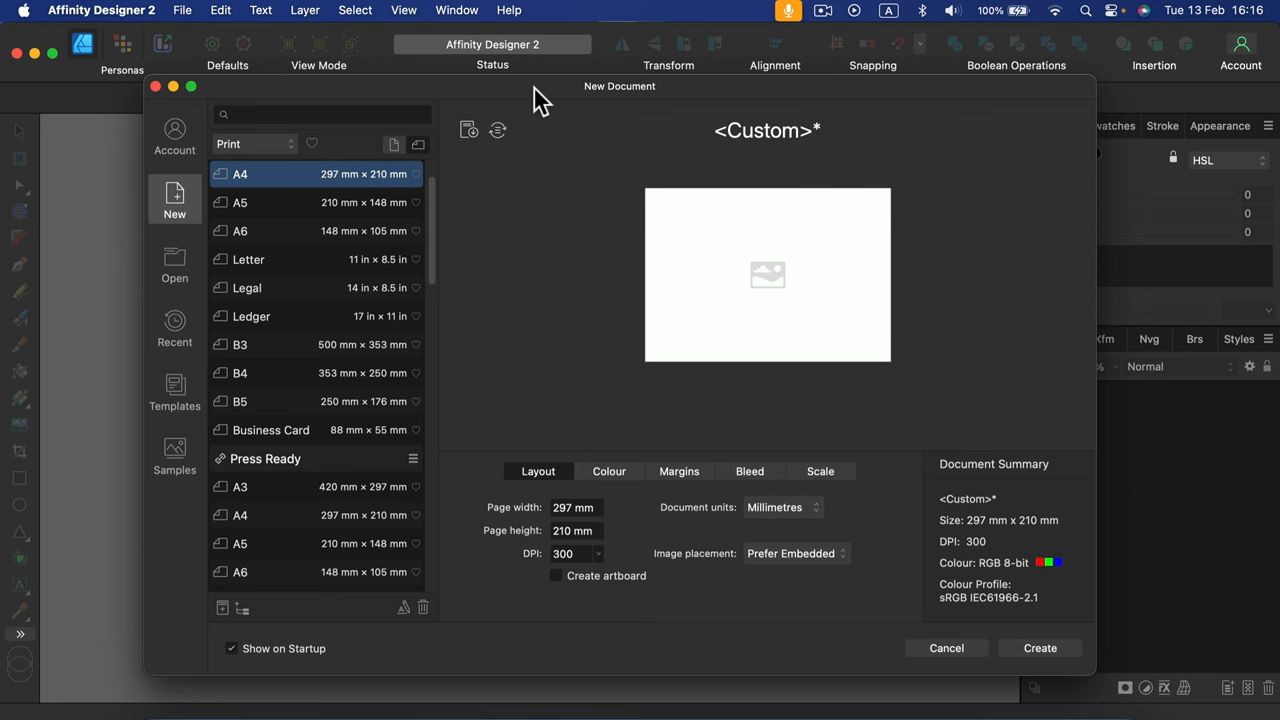 Affinity Designer 2 File Edit Text Layer Select View Window Help A 100% Tue 13 Feb 16:16
Affinity Designer 2
Personas Defaults View Mode Status Transform Alignment Snapping Boolean Operations Insertion Account
New Document
Account
New
Open
Recent
Templates
Samples
Print
A4 297 mm × 210 mm
A5 210 mm × 148 mm
A6 148 mm × 105 mm
Letter 11 in × 8.5 in
Legal 14 in × 8.5 in
Ledger 17 in × 11 in
B3 500 mm × 353 mm
B4 353 mm × 250 mm
B5 250 mm × 176 mm
Business Card 88 mm × 55 mm
Press Ready
A3 420 mm × 297 mm
A4 297 mm × 210 mm
A5 210 mm × 148 mm
A6 148 mm × 105 mm
Show on Startup
<Custom>*
Layout Colour Margins Bleed Scale
Page width: 297 mm Document units: Millimetres
Page height: 210 mm
DPI: 300 Image placement: Prefer Embedded
Create artboard
Document Summary
<Custom>*
Size: 297 mm x 210 mm
DPI: 300
Colour: RGB 8-bit
Colour Profile:
sRGB IEC61966-2.1
Cancel Create
Stroke Appearance
HSL
0
0
0
Nvg Brs Styles
% Normal